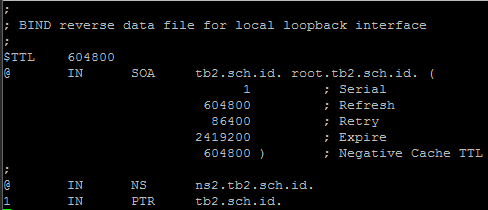 ;
; BIND reverse data file for local loopback interface
;
$TTL    604800
@       IN      SOA     tb2.sch.id. root.tb2.sch.id. (
                              1         ; Serial
                         604800         ; Refresh
                          86400         ; Retry
                        2419200         ; Expire
                         604800 )       ; Negative Cache TTL
;
@       IN      NS      ns2.tb2.sch.id.
1       IN      PTR     tb2.sch.id.